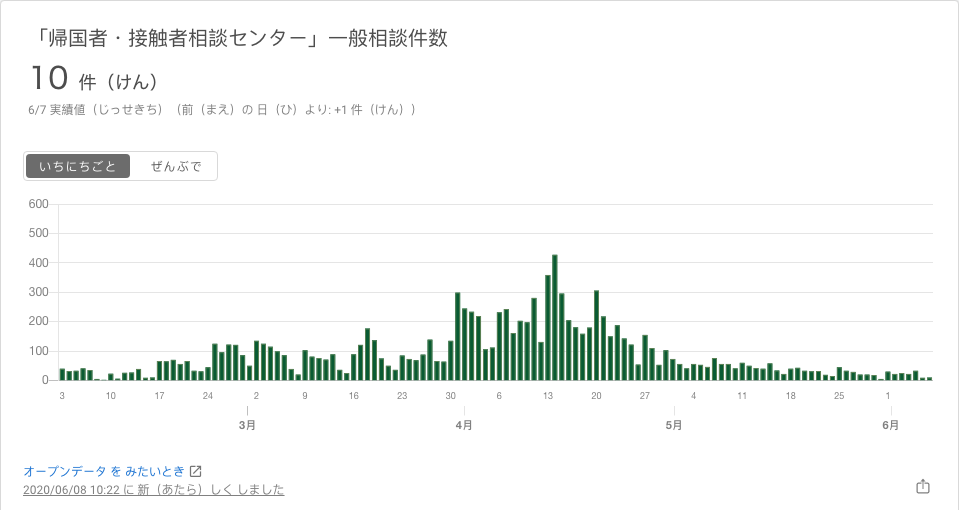 「帰国者・接触者相談センター」一般相談件数
10 件（けん）
6/7 実績値（じっせきち）（前（まえ）の 日（ひ）より: +1 件（けん））
いちにちごと ぜんぶで
600
500
400
300
200
100
0
3 10 17 24 2 9 16 23 30 6 13 20 27 4 11 18 25 1
3月 4月 5月 6月
オープンデータ を みたいとき
2020/06/08 10:22 に 新（あたら）しく しました